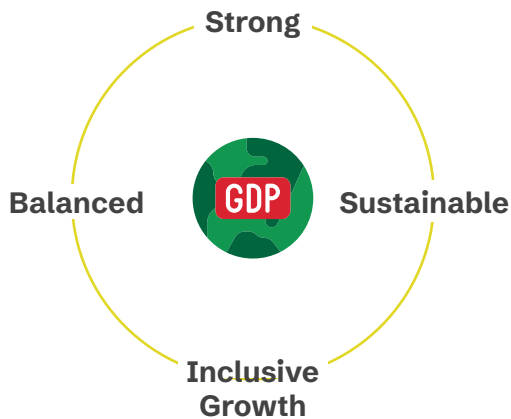 Strong
Balanced
GDP
Sustainable
Inclusive
Growth